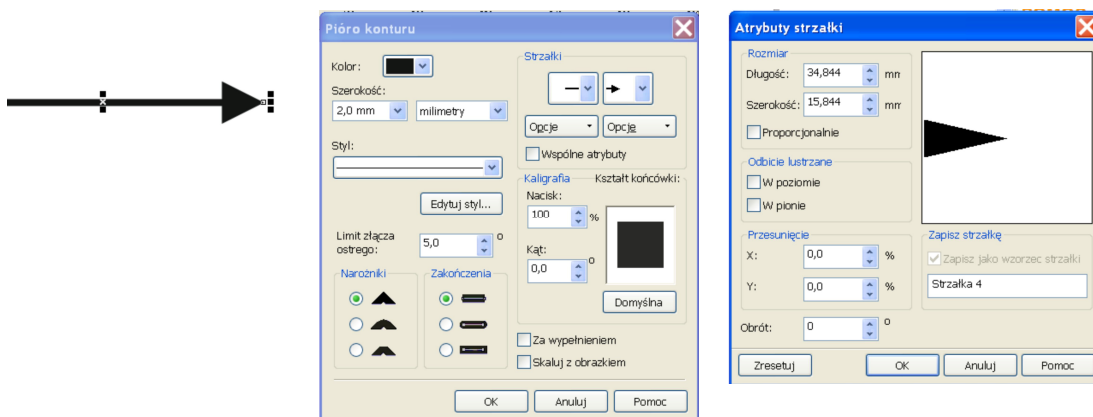 Pióro konturu
Kolor:
Szerokość:
2,0 mm milimetry
Styl:
Edytuj styl...
Limit złącza
ostrego:
5,0 °
Narożniki
Zakończenia
Strzałki
Opcje Opcje
Wspólne atrybuty
Kaligrafia Kształt końcówki:
Nacisk:
100 %
Kąt:
0,0 °
Domyślna
Za wypełnieniem
Skaluj z obrazkiem
OK Anuluj Pomoc
Atrybuty strzałki
Rozmiar
Długość: 34,844 mm
Szerokość: 15,844 mm
Proporcjonalnie
Odbicie lustrzane
W poziomie
W pionie
Przesunięcie
X: 0,0 %
Y: 0,0 %
Obrót: 0 °
Zapisz strzałkę
Zapisz jako wzorzec strzałki
Strzałka 4
Zresetuj OK Anuluj Pomoc